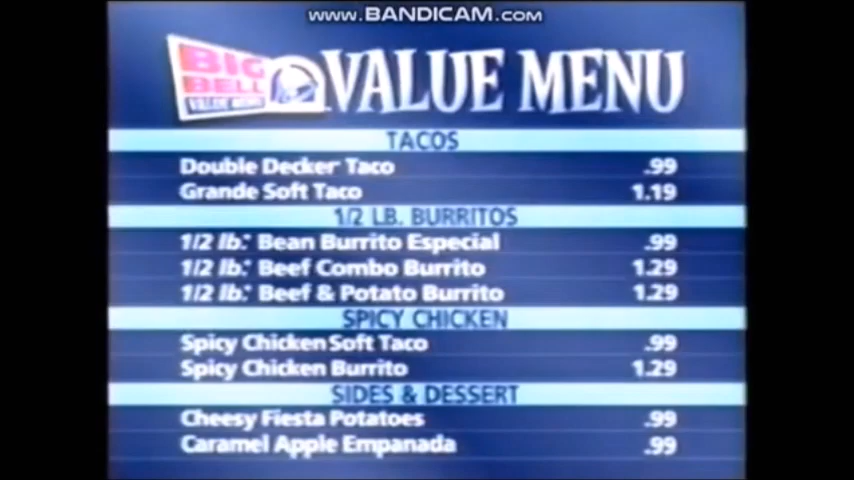 WWW.BANDICAM.COM
BIG
BELL
VALUE MENU
VALUE MENU
TACOS
Double Decker Taco .99
Grande Soft Taco 1.19
1/2 LB. BURRITOS
1/2 lb.* Bean Burrito Especial .99
1/2 lb.* Beef Combo Burrito 1.29
1/2 lb.* Beef & Potato Burrito 1.29
SPICY CHICKEN
Spicy Chicken Soft Taco .99
Spicy Chicken Burrito 1.29
SIDES & DESSERT
Cheesy Fiesta Potatoes .99
Caramel Apple Empanada .99